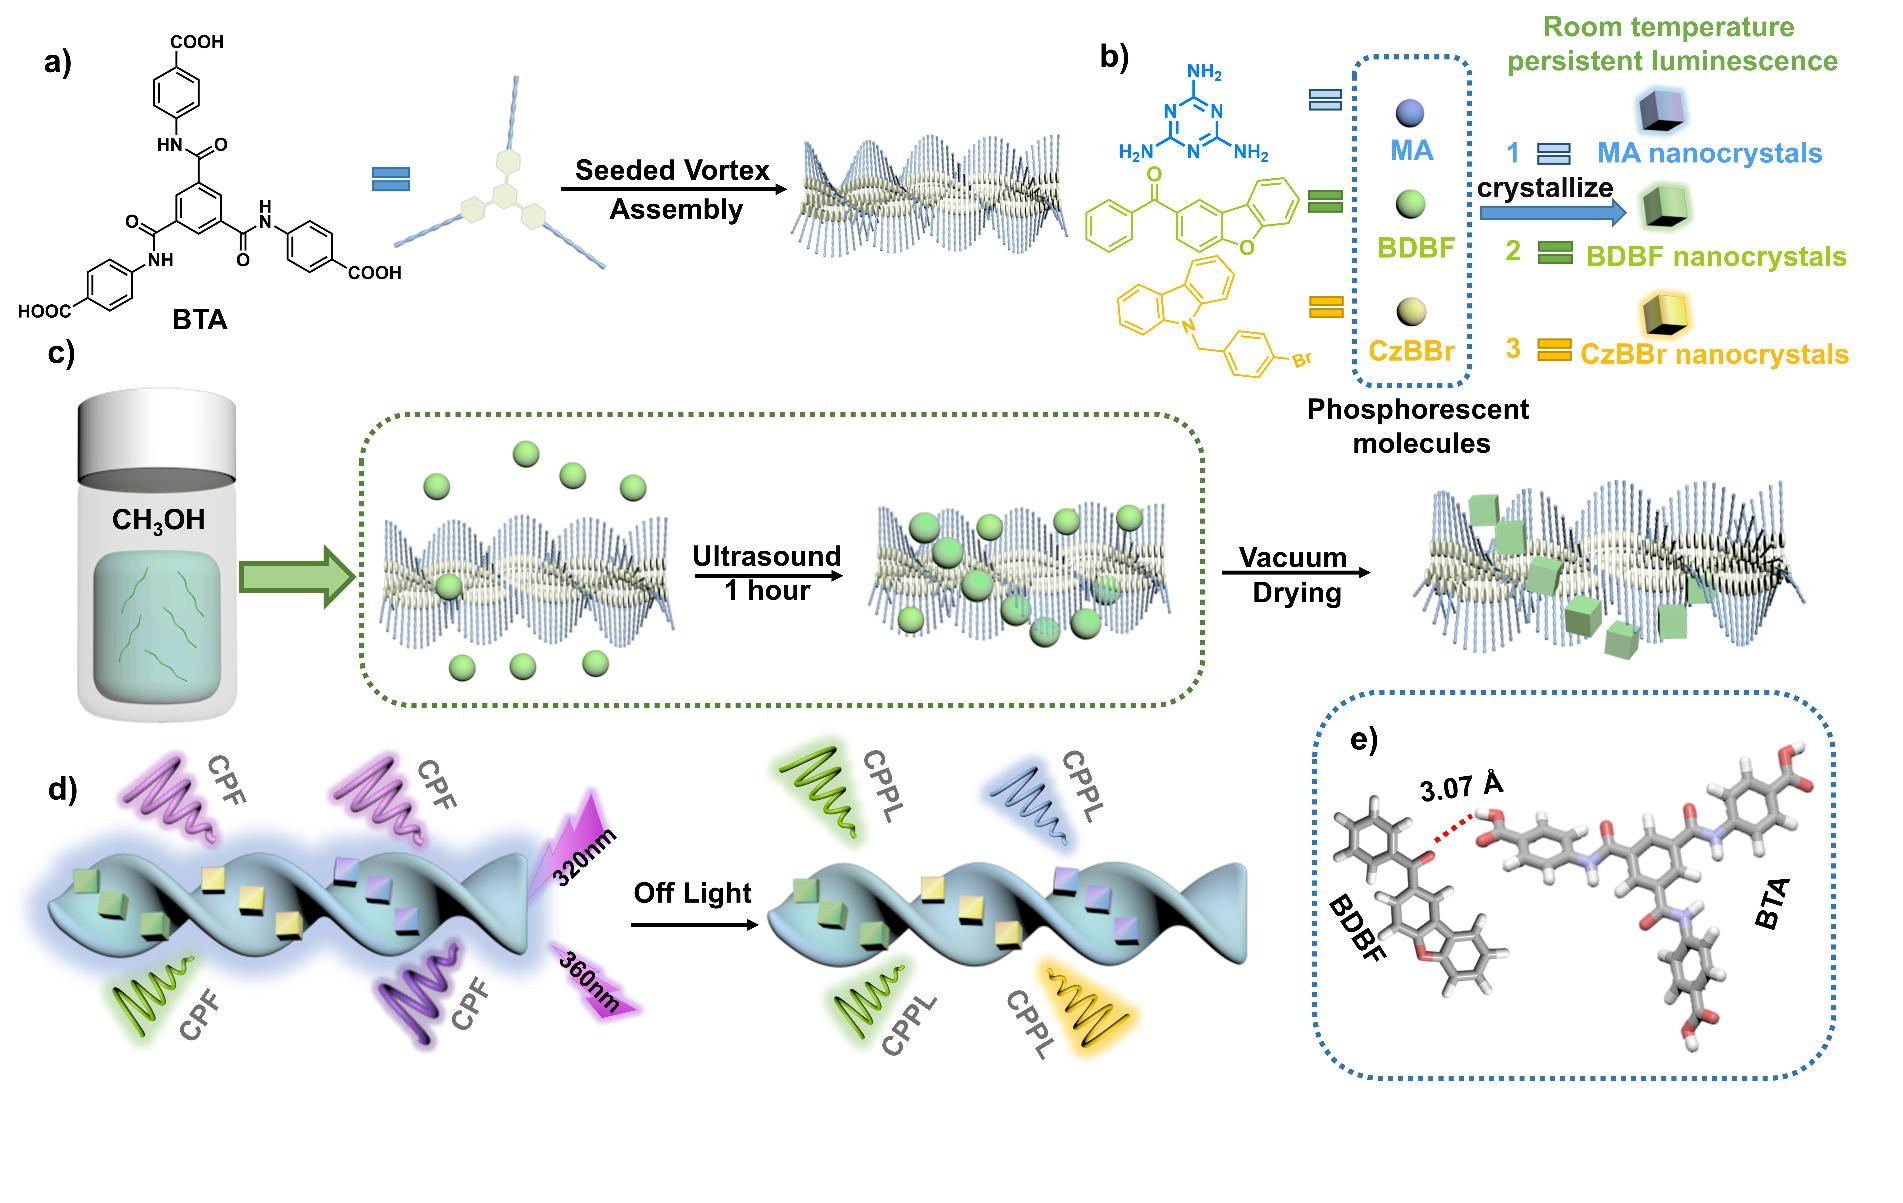 a)
COOH
HN
O
O
H
N
O
NH
COOH
HOOC
BTA
Seeded Vortex
Assembly
b)
NH₂
N
N
N
H₂N
NH₂
O
O
N
Br
MA
BDBF
CzBBr
Phosphorescent
molecules
Room temperature
persistent luminescence
1
MA nanocrystals
crystallize
2
BDBF nanocrystals
3
CzBBr nanocrystals
c)
CH₃OH
Ultrasound
1 hour
Vacuum
Drying
d)
CPF
CPF
CPF
CPF
320nm
360nm
Off Light
CPPL
CPPL
CPPL
CPPL
e)
3.07 Å
BDBF
BTA